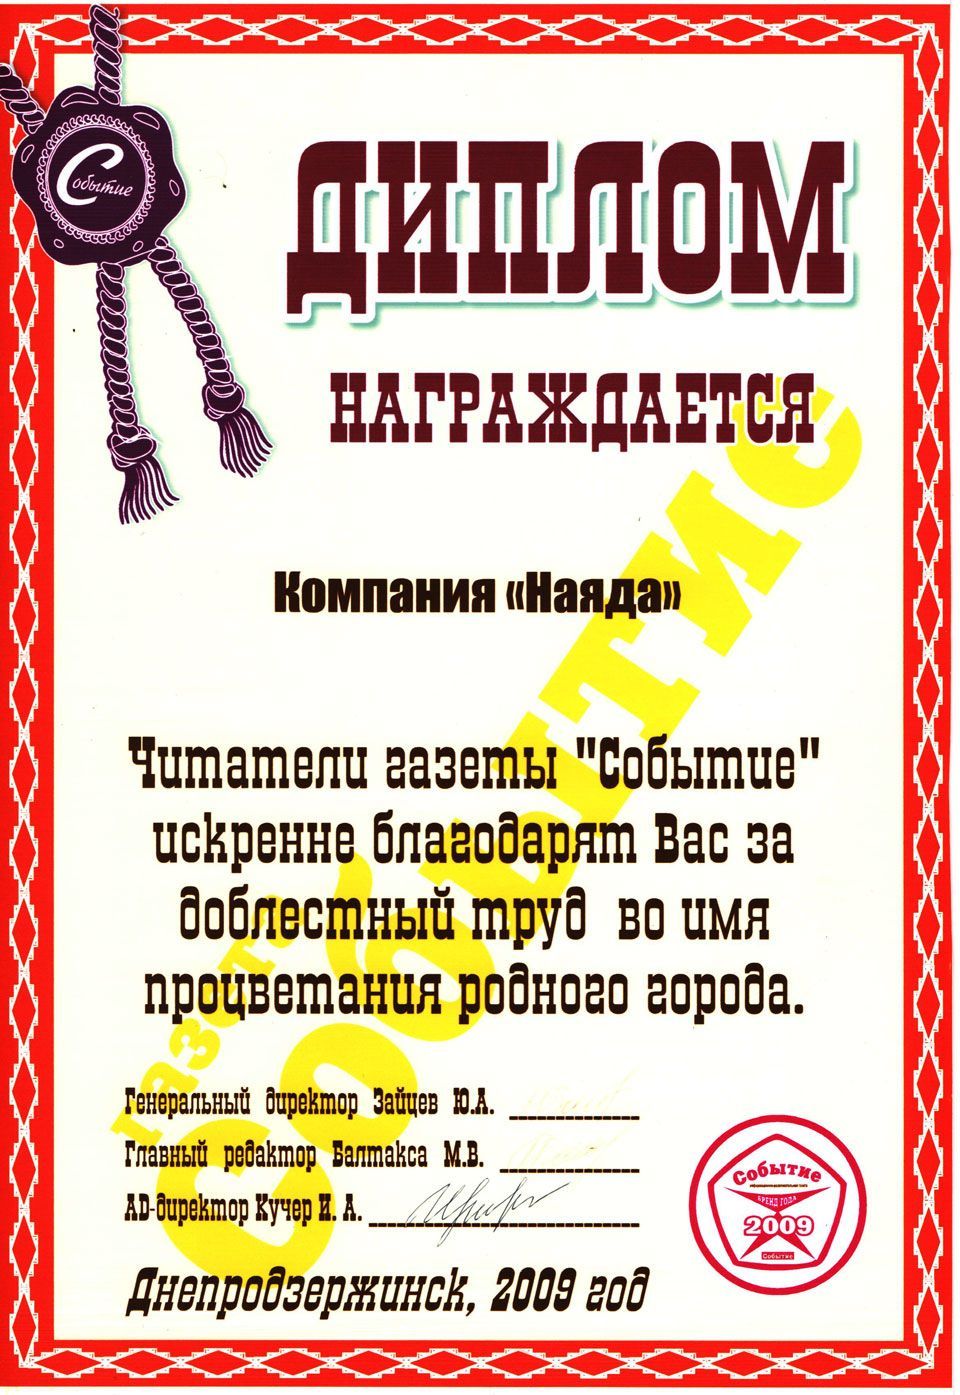 Событие
ДИПЛОМ
НАГРАЖДАЕТСЯ
Компания «Наяда»
Читатели газеты "Событие"
искренне благодарят Вас за
доблестный труд во имя
процветания родного города.
Газета
Событие
Генеральный директор Зайцев Ю.А.
Главный редактор Балтакса М.В.
AD-директор Кучер И. А.
Днепродзержинск, 2009 год
Событие
БРЕНД ГОДА
2009
Событие